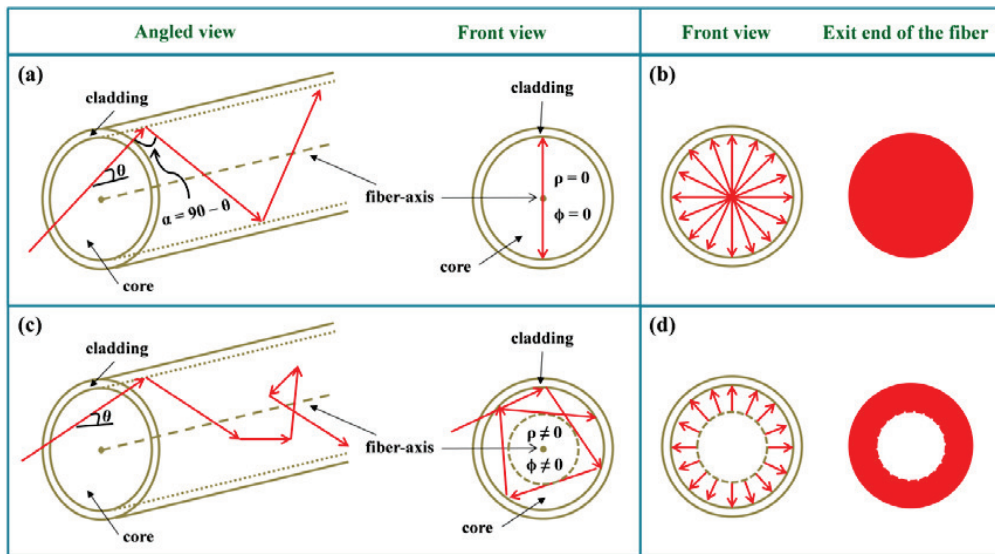 Angled view
Front view
Front view
Exit end of the fiber
(a)
cladding
θ
α = 90 – θ
core
fiber-axis
cladding
ρ = 0
ϕ = 0
core
(b)
(c)
cladding
θ
core
fiber-axis
cladding
ρ ≠ 0
ϕ ≠ 0
core
(d)